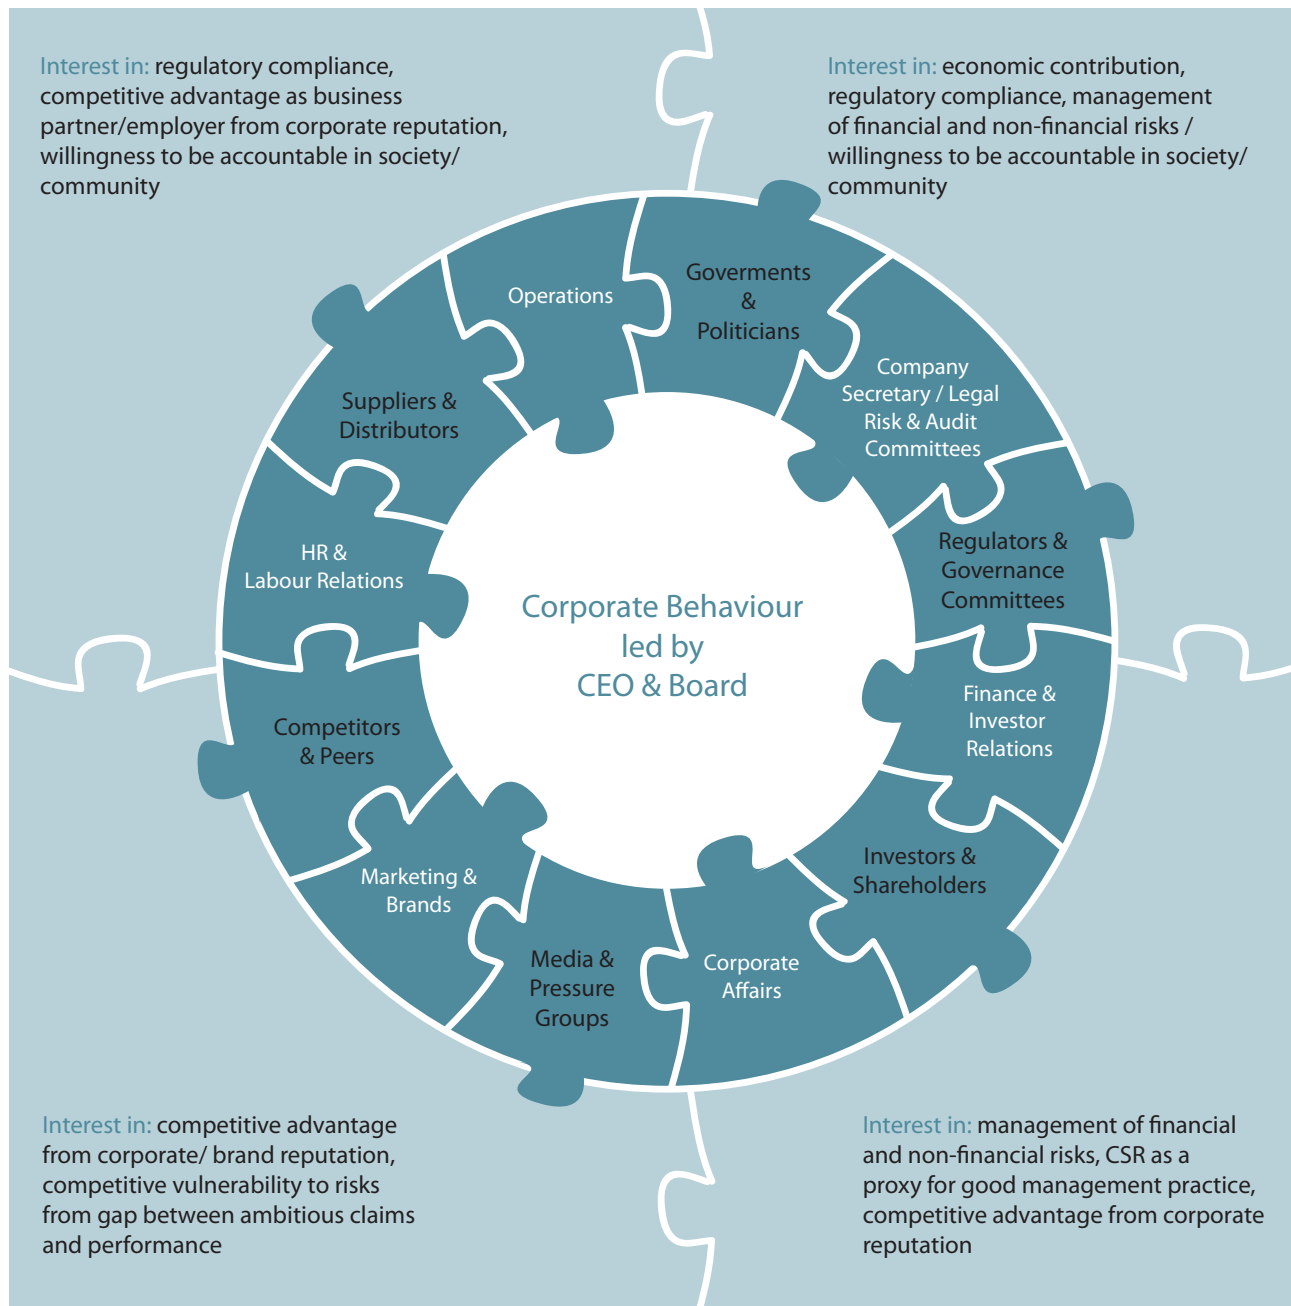 Interest in: regulatory compliance,
competitive advantage as business
partner/employer from corporate reputation,
willingness to be accountable in society/
community
Interest in: economic contribution,
regulatory compliance, management
of financial and non-financial risks /
willingness to be accountable in society/
community
Operations
Goverments
&
Politicians
Company
Secretary / Legal
Risk & Audit
Committees
Suppliers &
Distributors
HR &
Labour Relations
Regulators &
Governance
Committees
Corporate Behaviour
led by
CEO & Board
Finance &
Investor
Relations
Competitors
& Peers
Investors &
Shareholders
Marketing &
Brands
Media &
Pressure
Groups
Corporate
Affairs
Interest in: competitive advantage
from corporate/ brand reputation,
competitive vulnerability to risks
from gap between ambitious claims
and performance
Interest in: management of financial
and non-financial risks, CSR as a
proxy for good management practice,
competitive advantage from corporate
reputation